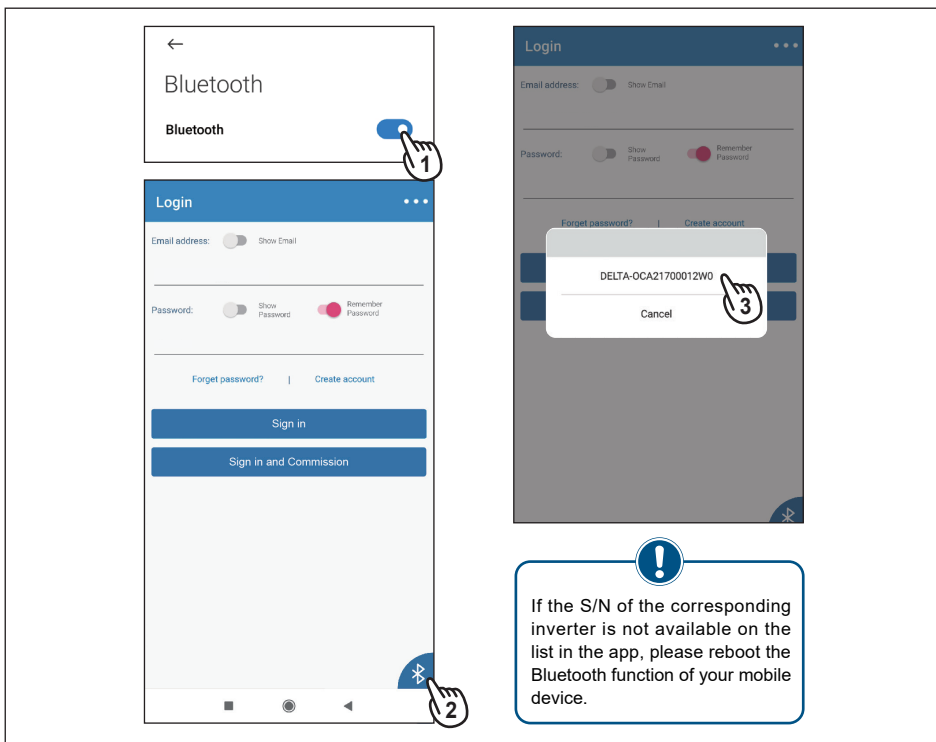 Bluetooth
Bluetooth
1
Login
Email address: Show Email
Password: Show Password Remember Password
Forget password? | Create account
Sign in
Sign in and Commission
2
Login
Email address: Show Email
Password: Show Password Remember Password
Forget password? | Create account
DELTA-OCA21700012W0
Cancel
3
!
If the S/N of the corresponding
inverter is not available on the
list in the app, please reboot the
Bluetooth function of your mobile
device.